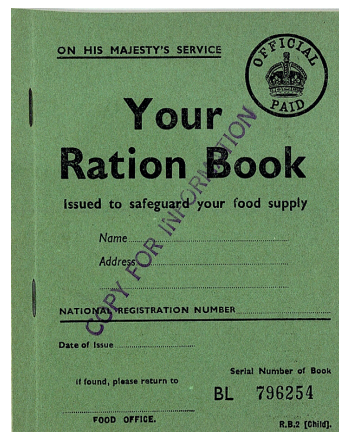 ON HIS MAJESTY'S SERVICE
OFFICIAL
PAID
Your
Ration Book
Issued to safeguard your food supply
COPY FOR INFORMATION
Name
Address
NATIONAL REGISTRATION NUMBER
Date of Issue
Serial Number of Book
If found, please return to
BL 796254
FOOD OFFICE.
R.B.2 [Child].